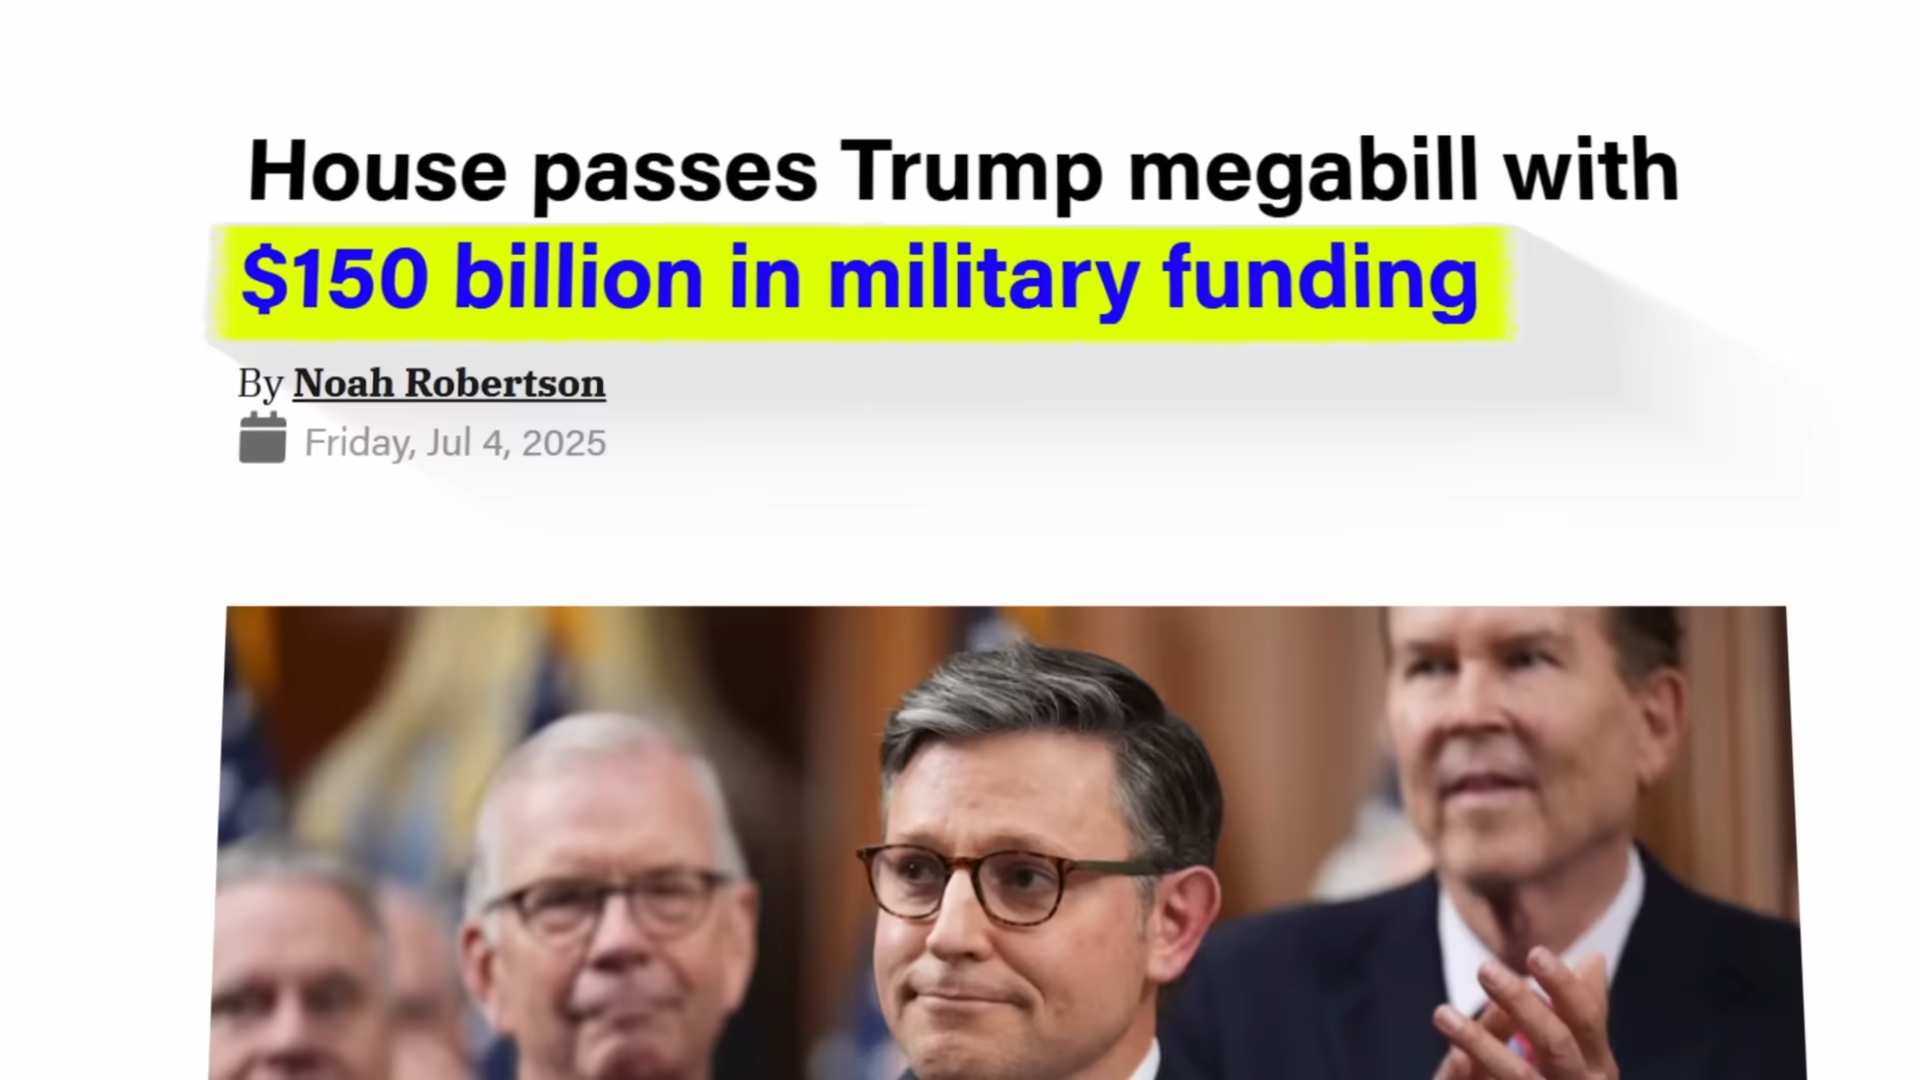 House passes Trump megabill with
$150 billion in military funding
By Noah Robertson
Friday, Jul 4, 2025